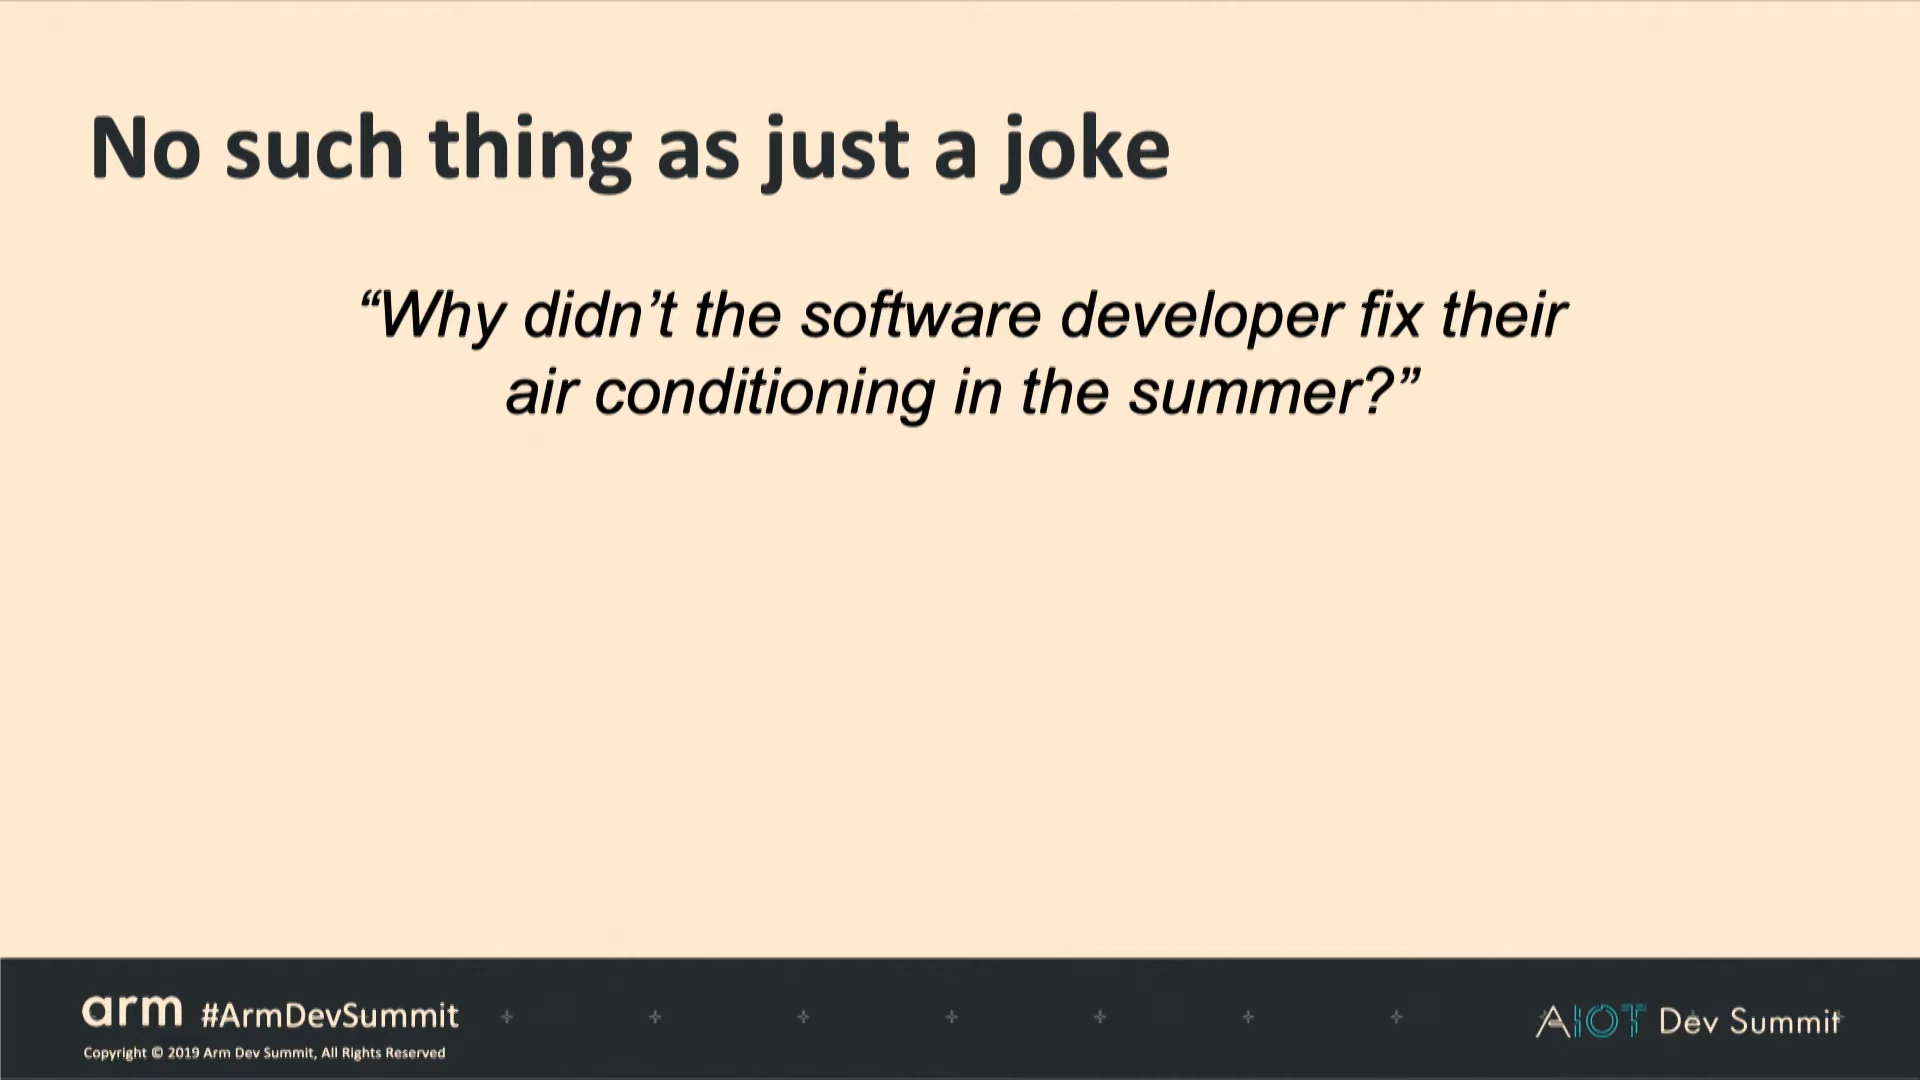 No such thing as just a joke
“Why didn’t the software developer fix their
air conditioning in the summer?”
arm #ArmDevSummit
Copyright © 2019 Arm Dev Summit, All Rights Reserved
AIOT Dev Summit